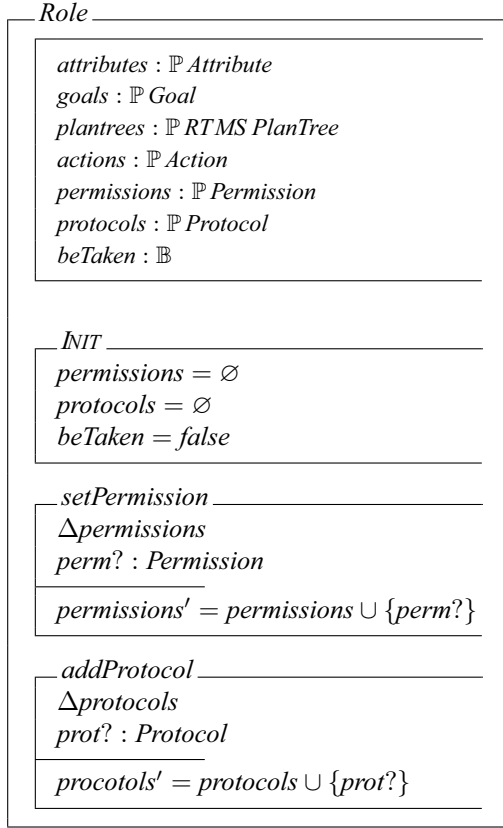 Role
attributes : ℙ Attribute
goals : ℙ Goal
plantrees : ℙ RTMS PlanTree
actions : ℙ Action
permissions : ℙ Permission
protocols : ℙ Protocol
beTaken : 𝔹
INIT
permissions = ∅
protocols = ∅
beTaken = false
setPermission
Δpermissions
perm? : Permission
permissions′ = permissions ∪ {perm?}
addProtocol
Δprotocols
prot? : Protocol
procotols′ = protocols ∪ {prot?}